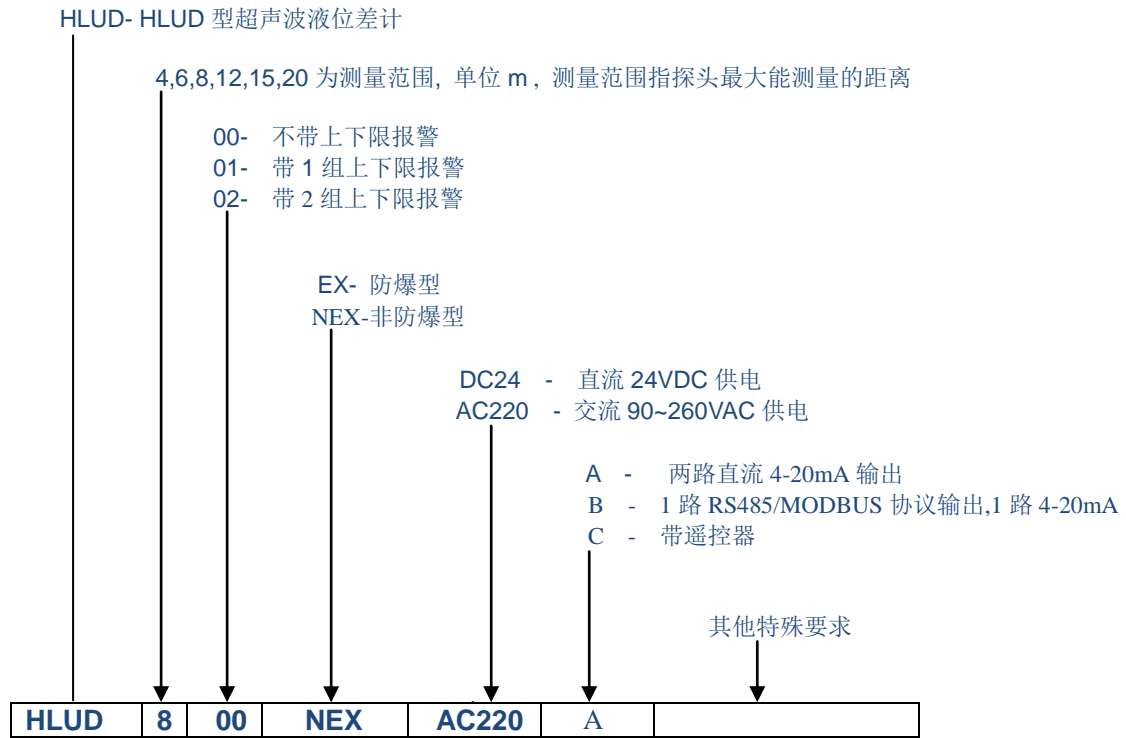 HLUD- HLUD 型超声波液位差计
4,6,8,12,15,20 为测量范围, 单位 m , 测量范围指探头最大能测量的距离
00- 不带上下限报警
01- 带 1 组上下限报警
02- 带 2 组上下限报警
EX- 防爆型
NEX-非防爆型
DC24 - 直流 24VDC 供电
AC220 - 交流 90~260VAC 供电
A - 两路直流 4-20mA 输出
B - 1 路 RS485/MODBUS 协议输出,1 路 4-20mA
C - 带遥控器
其他特殊要求
HLUD 8 00 NEX AC220 A